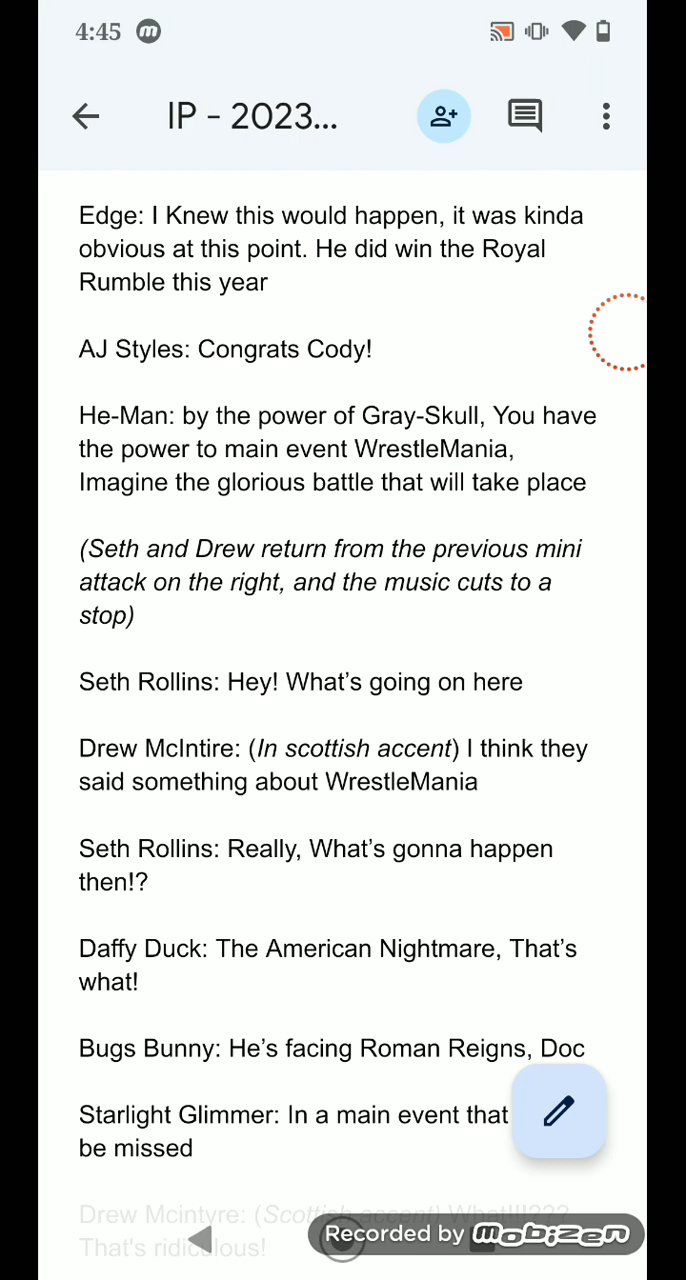 4:45
IP - 2023...
Edge: I Knew this would happen, it was kinda
obvious at this point. He did win the Royal
Rumble this year
AJ Styles: Congrats Cody!
He-Man: by the power of Gray-Skull, You have
the power to main event WrestleMania,
Imagine the glorious battle that will take place
(Seth and Drew return from the previous mini
attack on the right, and the music cuts to a
stop)
Seth Rollins: Hey! What's going on here
Drew McIntire: (In scottish accent) I think they
said something about WrestleMania
Seth Rollins: Really, What's gonna happen
then!?
Daffy Duck: The American Nightmare, That's
what!
Bugs Bunny: He's facing Roman Reigns, Doc
Starlight Glimmer: In a main event that
be missed
Drew Mcintyre: (Scottish accent) What!!!???
That's ridiculous!
Recorded by mobizen